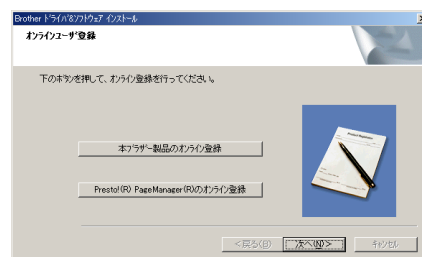 Brother ﾄﾞﾗｲﾊﾞ&ｿﾌﾄｳｪｱ ｲﾝｽﾄｰﾙ
ｵﾝﾗｲﾝﾕｰｻﾞ登録
下のﾎﾞﾀﾝを押して、ｵﾝﾗｲﾝ登録を行ってください。
本ﾌﾞﾗｻﾞｰ製品のｵﾝﾗｲﾝ登録
Presto!(R) PageManager(R)のｵﾝﾗｲﾝ登録
Product Registration
<戻る(B)
次へ(N)>
ｷｬﾝｾﾙ